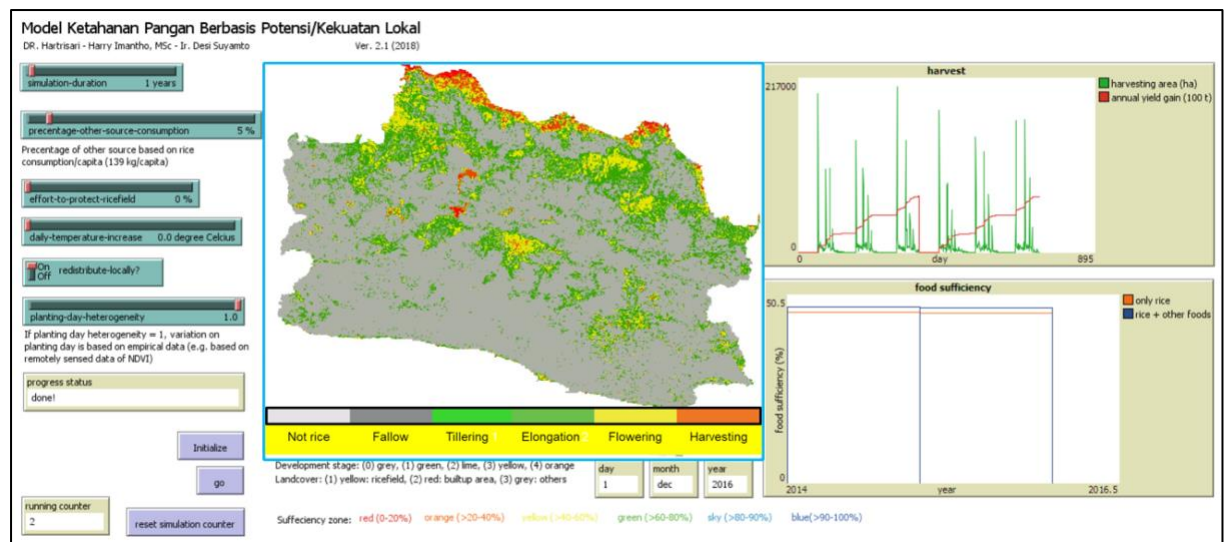 Model Ketahanan Pangan Berbasis Potensi/Kekuatan Lokal
DR. Hartrisari - Harry Imantho, MSc - Ir. Desi Suyamto Ver. 2.1 (2018)
simulation-duration 1 years
precentage-other-source-consumption 5 %
Precentage of other source based on rice
consumption/capita (139 kg/capita)
effort-to-protect-ricefield 0 %
daily-temperature-increase 0.0 degree Celcius
On
Off
redistribute-locally?
planting-day-heterogeneity 1.0
If planting day heterogeneity = 1, variation on
planting day is based on empirical data (e.g. based on
remotely sensed data of NDVI)
progress status
done!
Initialize
go
running counter
2
reset simulation counter
Not rice Fallow Tillering 1 Elongation 2 Flowering Harvesting
Development stage: (0) grey, (1) green, (2) lime, (3) yellow, (4) orange
Landcover: (1) yellow: ricefield, (2) red: builtup area, (3) grey: others
day
1
month
dec
year
2016
Suffeciency zone: red (0-20%) orange (>20-40%) yellow (>40-60%) green (>60-80%) sky (>80-90%) blue(>90-100%)
harvest
217000
0
0 day 895
harvesting area (ha)
annual yield gain (100 t)
food sufficiency
50.5
food sufficiency (%)
0
2014 year 2016.5
only rice
rice + other foods